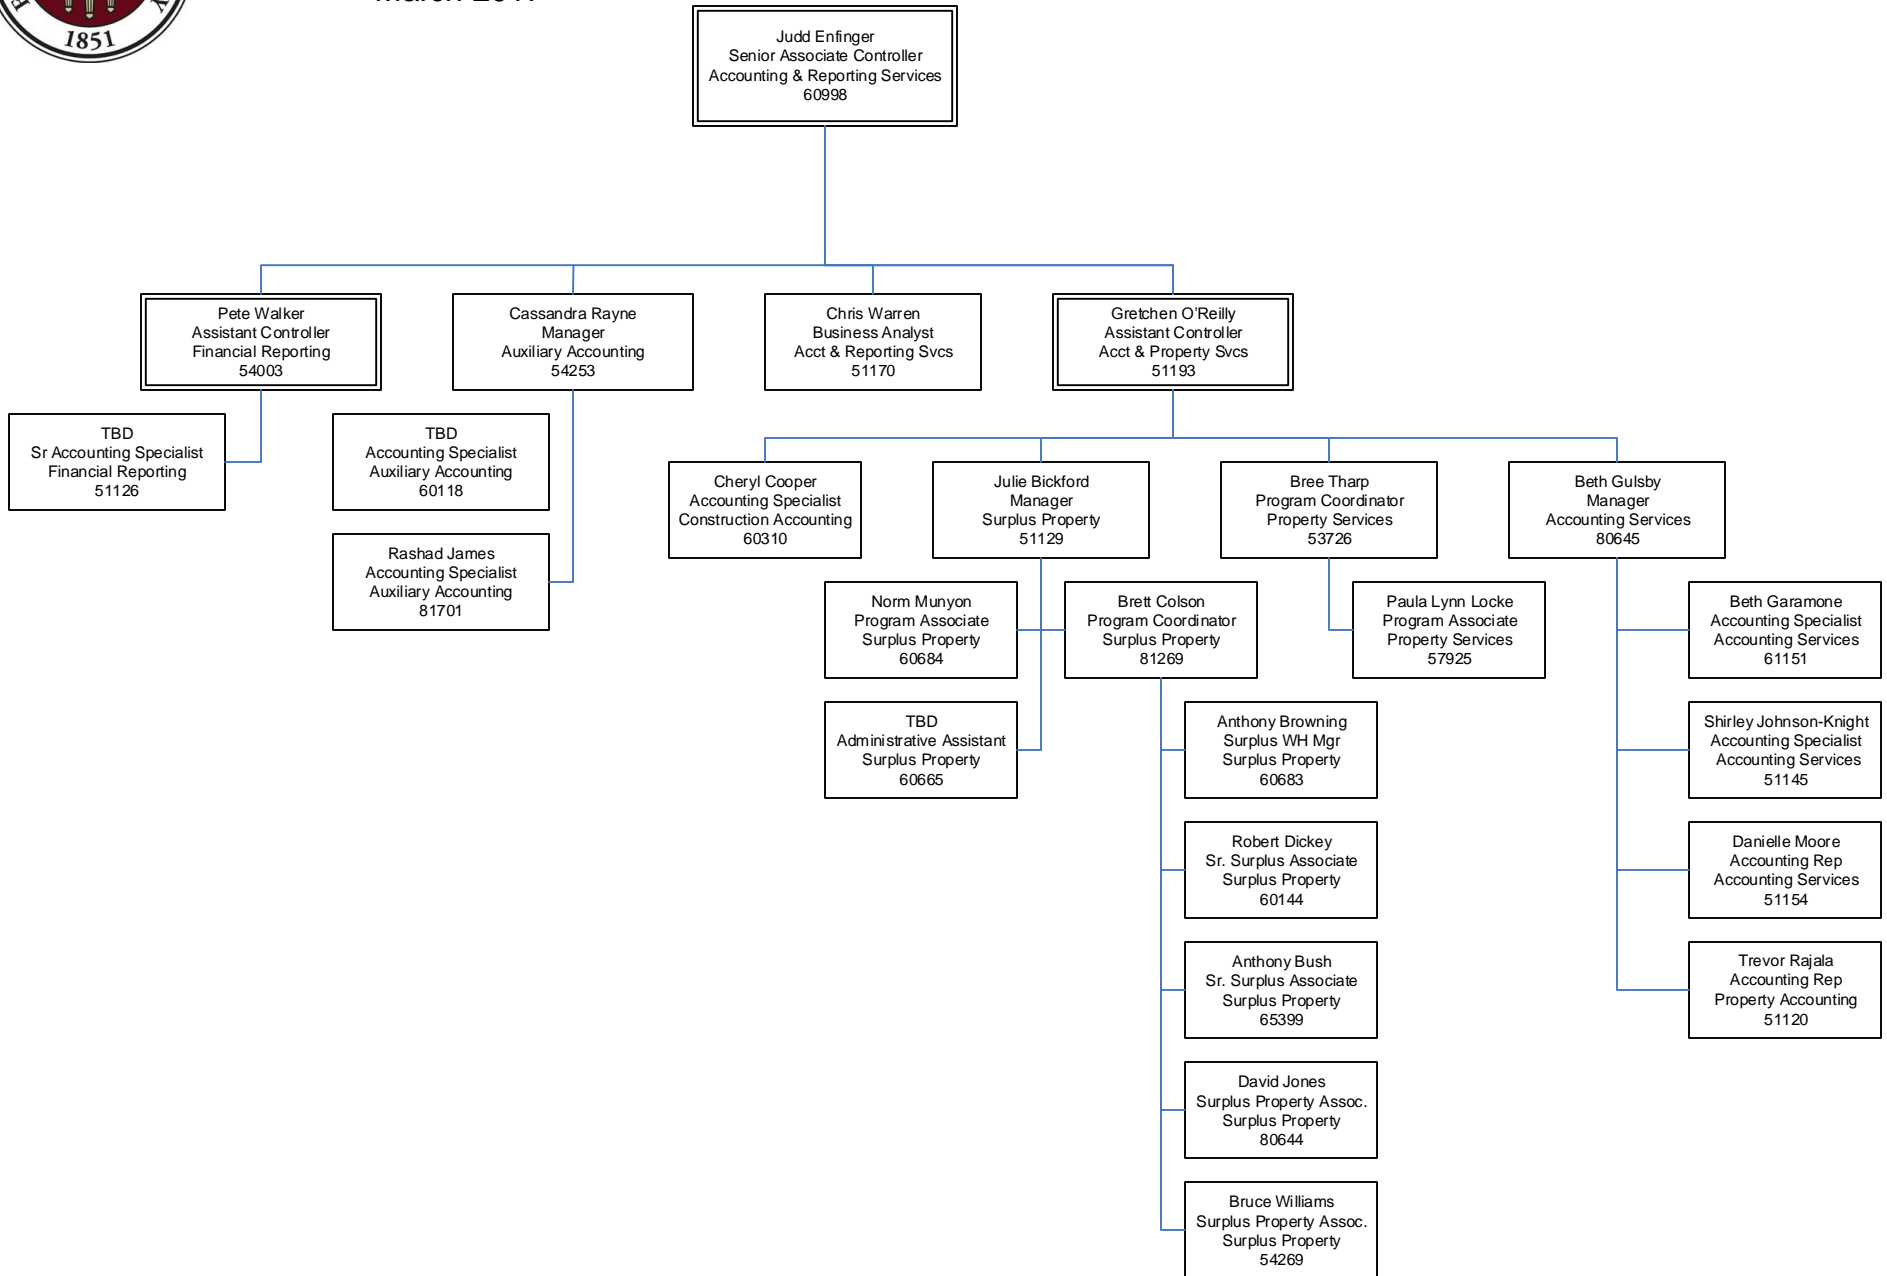 1851
Judd Enfinger
Senior Associate Controller
Accounting & Reporting Services
60998
Pete Walker
Assistant Controller
Financial Reporting
54003
Cassandra Rayne
Manager
Auxiliary Accounting
54253
Chris Warren
Business Analyst
Acct & Reporting Svcs
51170
Gretchen O'Reilly
Assistant Controller
Acct & Property Svcs
51193
TBD
Sr Accounting Specialist
Financial Reporting
51126
TBD
Accounting Specialist
Auxiliary Accounting
60118
Rashad James
Accounting Specialist
Auxiliary Accounting
81701
Cheryl Cooper
Accounting Specialist
Construction Accounting
60310
Julie Bickford
Manager
Surplus Property
51129
Bree Tharp
Program Coordinator
Property Services
53726
Beth Gulsby
Manager
Accounting Services
80645
Norm Munyon
Program Associate
Surplus Property
60684
Brett Colson
Program Coordinator
Surplus Property
81269
Paula Lynn Locke
Program Associate
Property Services
57925
Beth Garamone
Accounting Specialist
Accounting Services
61151
TBD
Administrative Assistant
Surplus Property
60665
Anthony Browning
Surplus WH Mgr
Surplus Property
60683
Shirley Johnson-Knight
Accounting Specialist
Accounting Services
51145
Robert Dickey
Sr. Surplus Associate
Surplus Property
60144
Danielle Moore
Accounting Rep
Accounting Services
51154
Anthony Bush
Sr. Surplus Associate
Surplus Property
65399
Trevor Rajala
Accounting Rep
Property Accounting
51120
David Jones
Surplus Property Assoc.
Surplus Property
80644
Bruce Williams
Surplus Property Assoc.
Surplus Property
54269